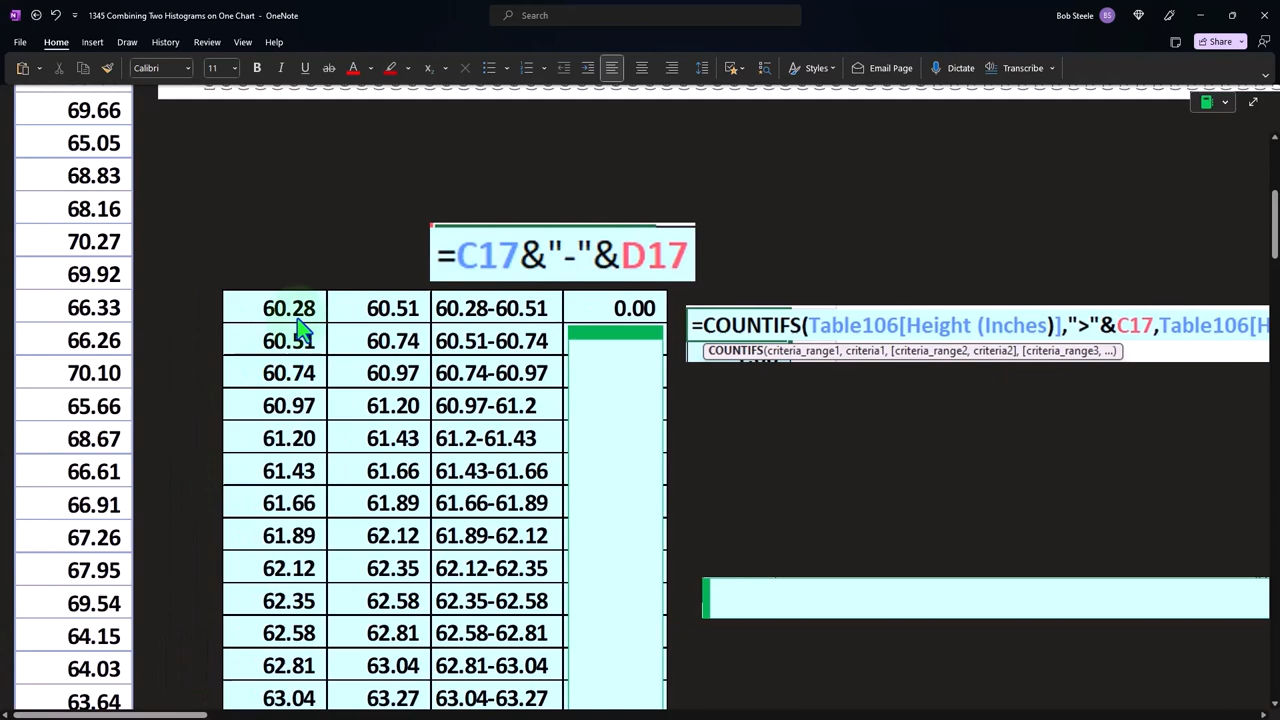 1345 Combining Two Histograms on One Chart - OneNote
Search
Bob Steele BS
File Home Insert Draw History Review View Help
Share
Calibri 11 B I U ab A Styles Email Page Dictate Transcribe
69.66
65.05
68.83
68.16
70.27
69.92
66.33
66.26
70.10
65.66
68.67
66.61
66.91
67.26
67.95
69.54
64.15
64.03
63.64
=C17&"-"&D17
60.28 60.51 60.28-60.51 0.00
60.51 60.74 60.51-60.74
60.74 60.97 60.74-60.97
60.97 61.20 60.97-61.2
61.20 61.43 61.2-61.43
61.43 61.66 61.43-61.66
61.66 61.89 61.66-61.89
61.89 62.12 61.89-62.12
62.12 62.35 62.12-62.35
62.35 62.58 62.35-62.58
62.58 62.81 62.58-62.81
62.81 63.04 62.81-63.04
63.04 63.27 63.04-63.27
=COUNTIFS(Table106[Height (Inches)],">"&C17,Table106[H
COUNTIFS(criteria_range1, criteria1, [criteria_range2, criteria2], [criteria_range3, ...)